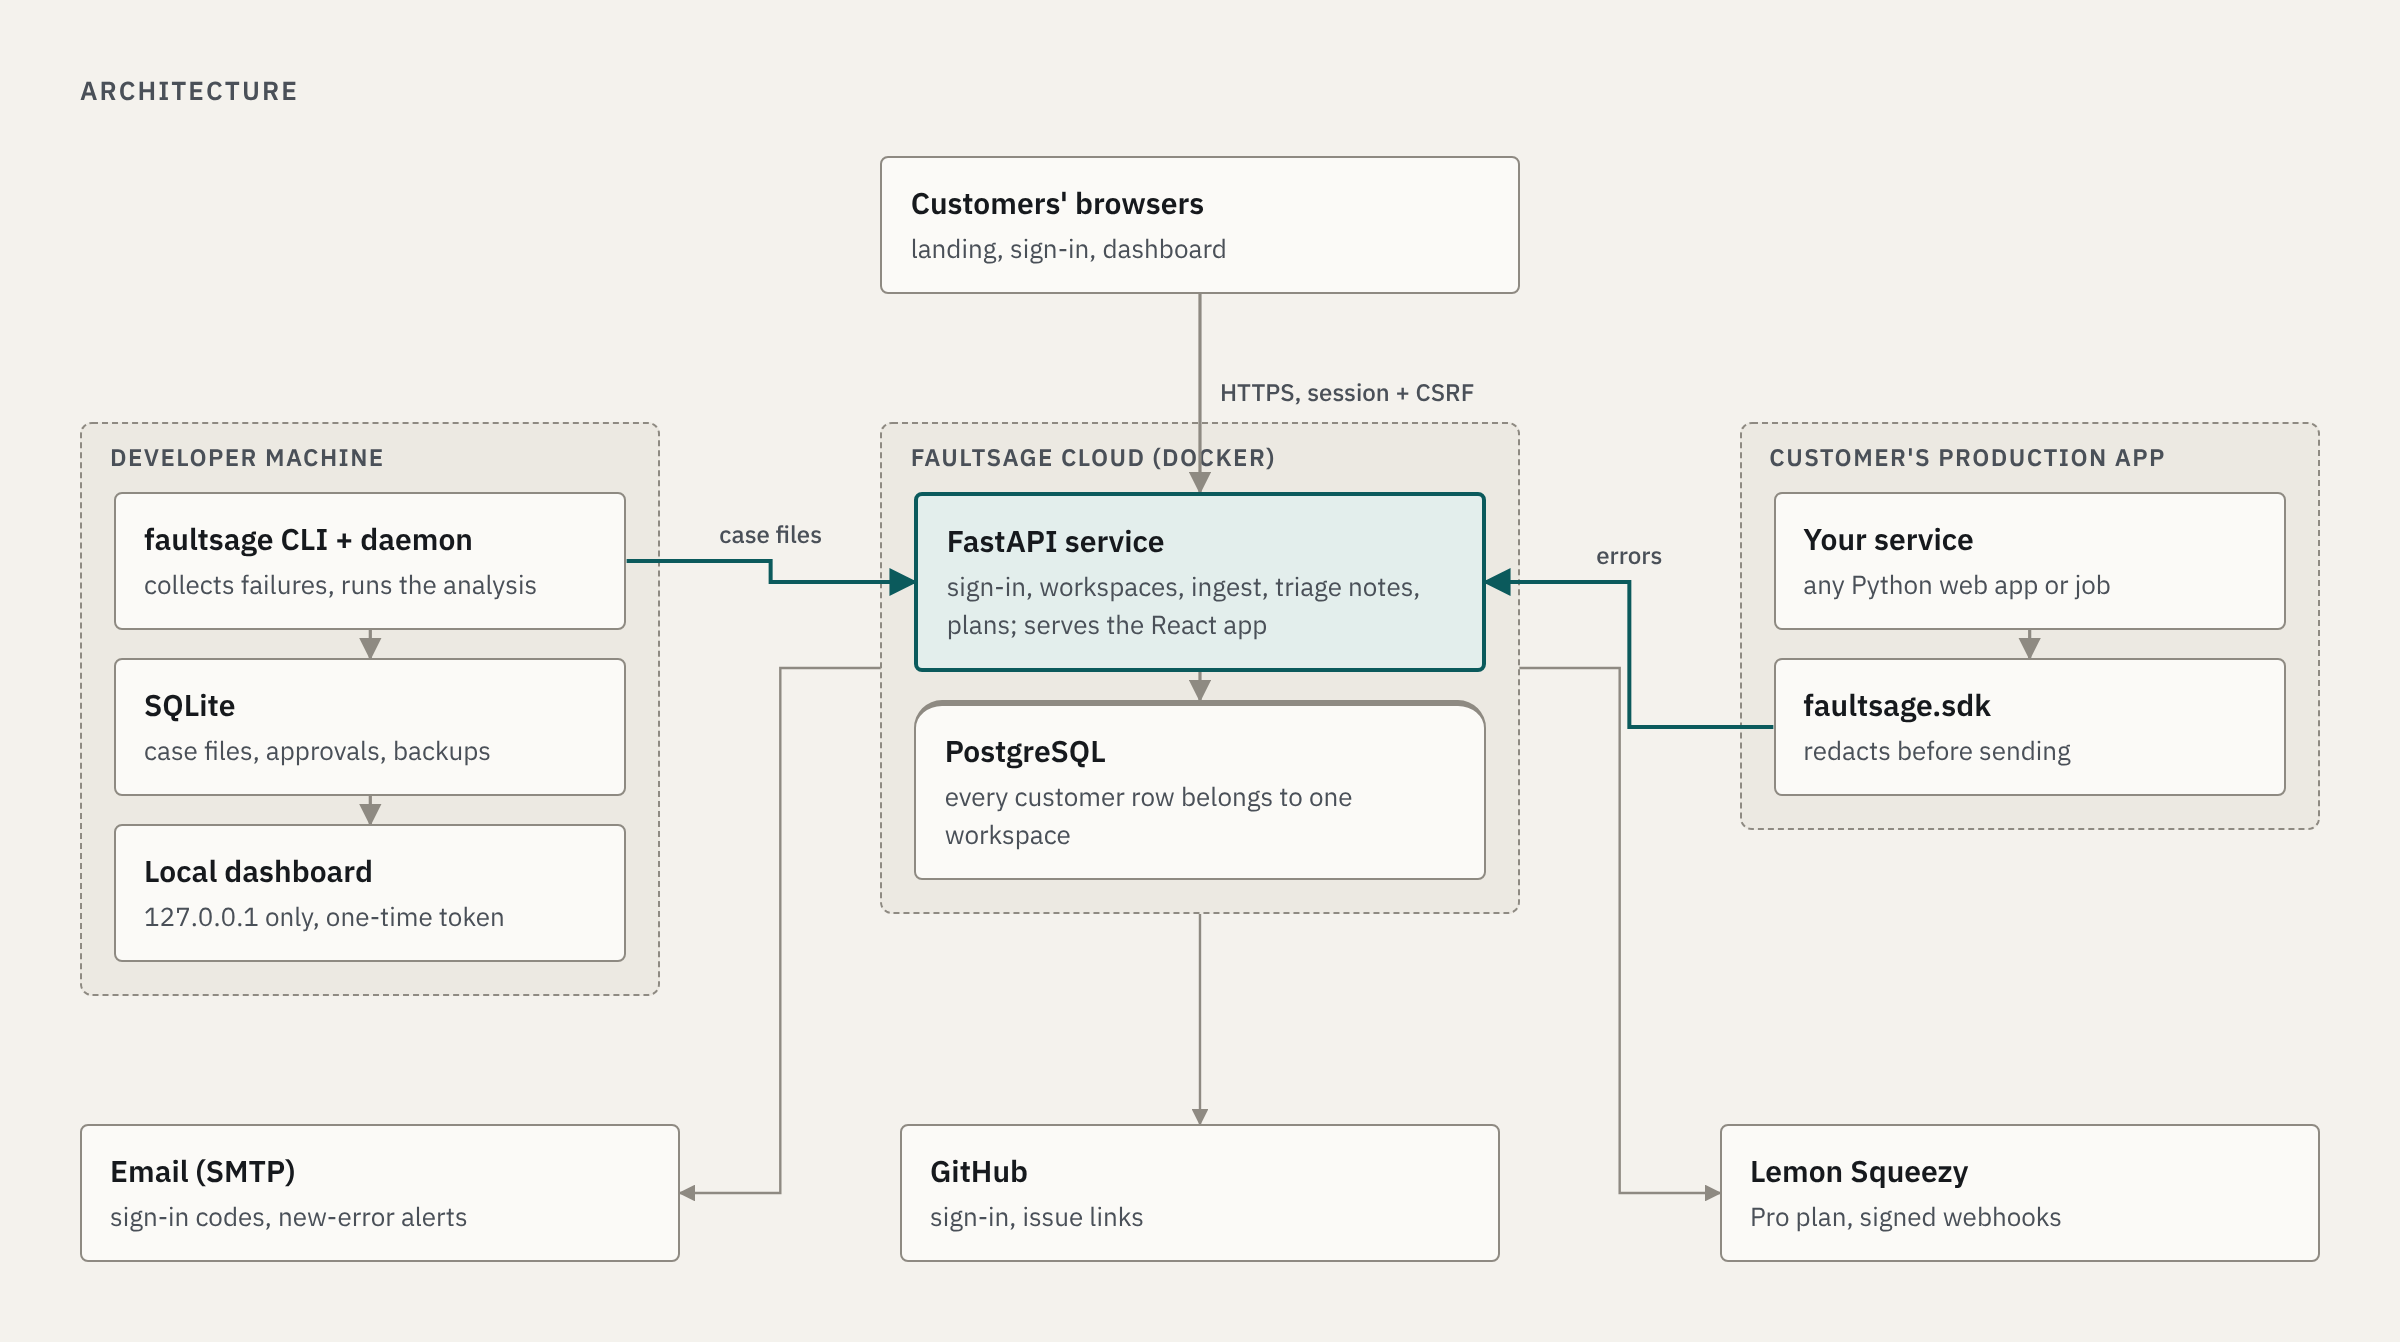 ARCHITECTURE
Customers' browsers
landing, sign-in, dashboard
HTTPS, session + CSRF
DEVELOPER MACHINE
faultsage CLI + daemon
collects failures, runs the analysis
SQLite
case files, approvals, backups
Local dashboard
127.0.0.1 only, one-time token
case files
FAULTSAGE CLOUD (DOCKER)
FastAPI service
sign-in, workspaces, ingest, triage notes,
plans; serves the React app
PostgreSQL
every customer row belongs to one
workspace
errors
CUSTOMER'S PRODUCTION APP
Your service
any Python web app or job
faultsage.sdk
redacts before sending
Email (SMTP)
sign-in codes, new-error alerts
GitHub
sign-in, issue links
Lemon Squeezy
Pro plan, signed webhooks